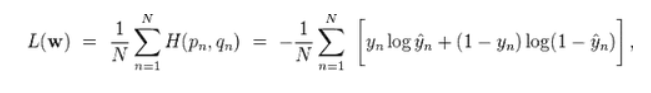 L(w) = \frac{1}{N} \sum_{n=1}^{N} H(p_n, q_n) = -\frac{1}{N} \sum_{n=1}^{N} \left[ y_n \log \hat{y}_n + (1 - y_n) \log(1 - \hat{y}_n) \right],